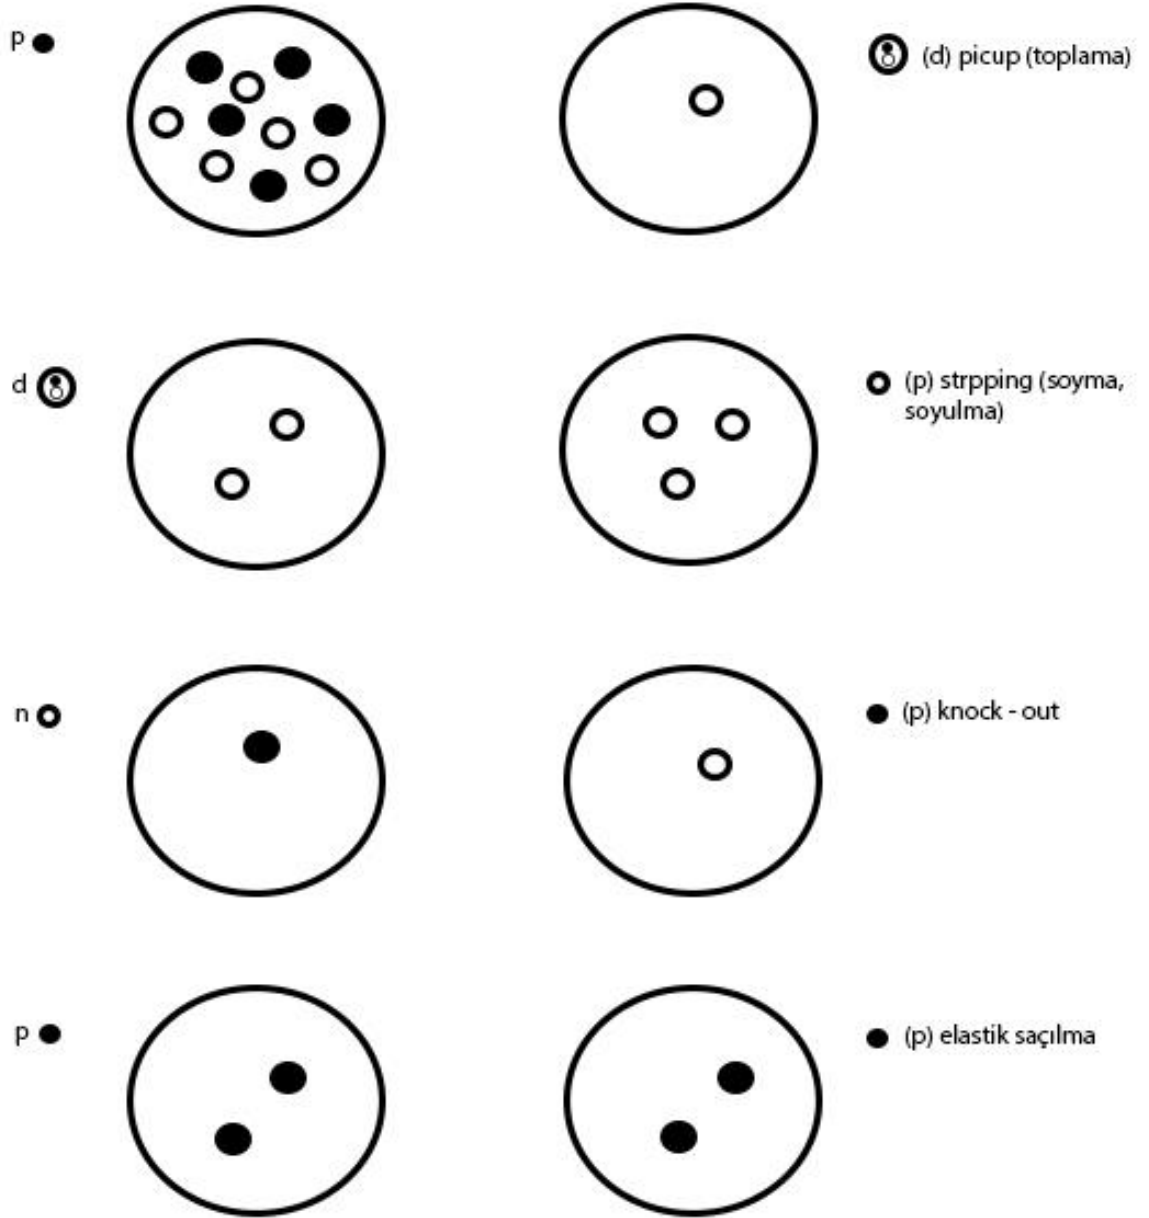 p
(d) picup (toplama)
d
(p) strpping (soyma,
soyulma)
n
(p) knock - out
p
(p) elastik saçılma